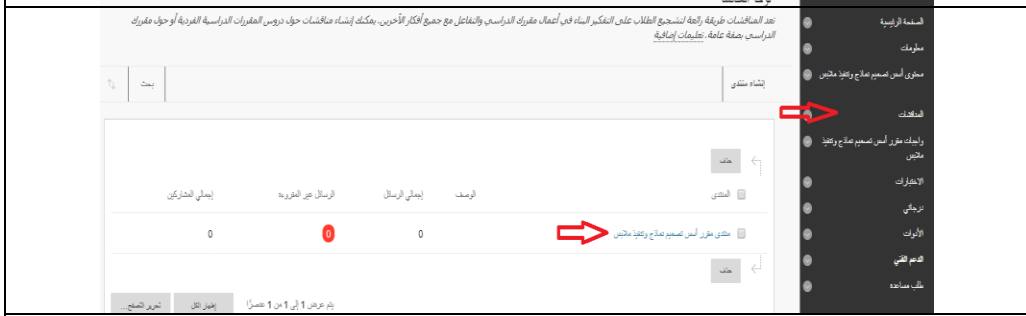 تعد المناقشات طريقة رائعة لتشجيع الطلاب على التفكير البناء في أعمال مقررك الدراسي والتفاعل مع جميع أفكار الآخرين. يمكنك إنشاء مناقشات حول دروس المقررات الدراسية الفردية أو حول مقررك
الدراسي بصفة عامة. تعليمات إضافية
إنشاء منتدى
بحث
حذف
المنتدى
الوصف
إجمالي الرسائل
الرسائل غير المقروءة
إجمالي المشاركين
منتدى مقرر أسس تصميم نماذج وتنفيذ ملابس
0
0
0
حذف
يتم عرض 1 إلى 1 من 1 عنصرًا
إظهار الكل
تحرير التصفح...
الصفحة الرئيسية
معلومات
محتوى أسس تصميم نماذج وتنفيذ ملابس
المناقشات
واجبات مقرر أسس تصميم نماذج وتنفيذ
ملابس
الاختبارات
درجاتي
الأدوات
الدعم الفني
طلب مساعدة